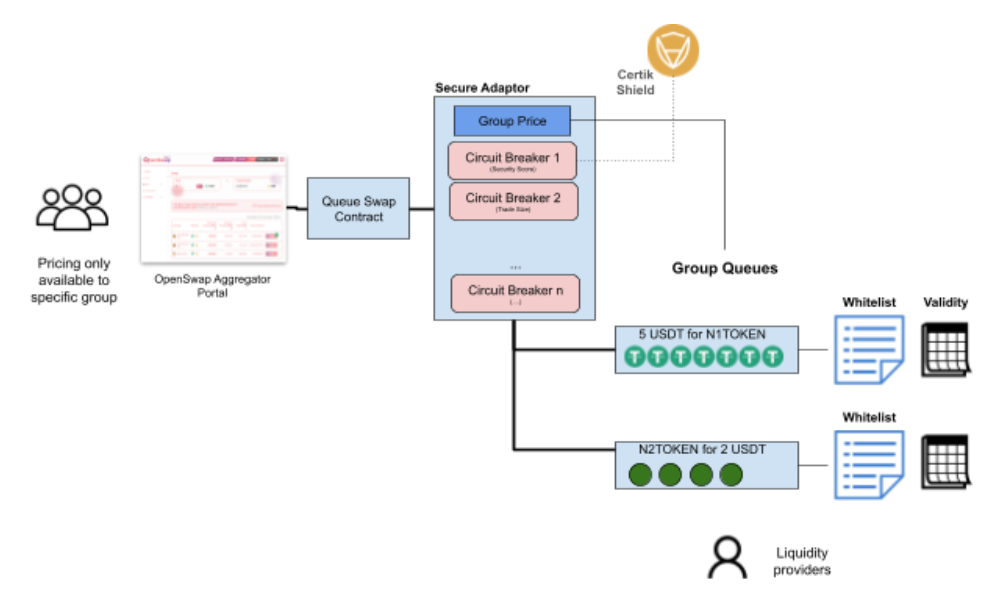 Certik
Shield
Secure Adaptor
Group Price
Circuit Breaker 1
(Security Score)
Circuit Breaker 2
(Trade Size)
...
Circuit Breaker n
(...)
Queue Swap
Contract
OpenSwap Aggregator
Portal
Pricing only
available to
specific group
Group Queues
Whitelist
Validity
5 USDT for N1TOKEN
T T T T T T T
Whitelist
N2TOKEN for 2 USDT
Liquidity
providers